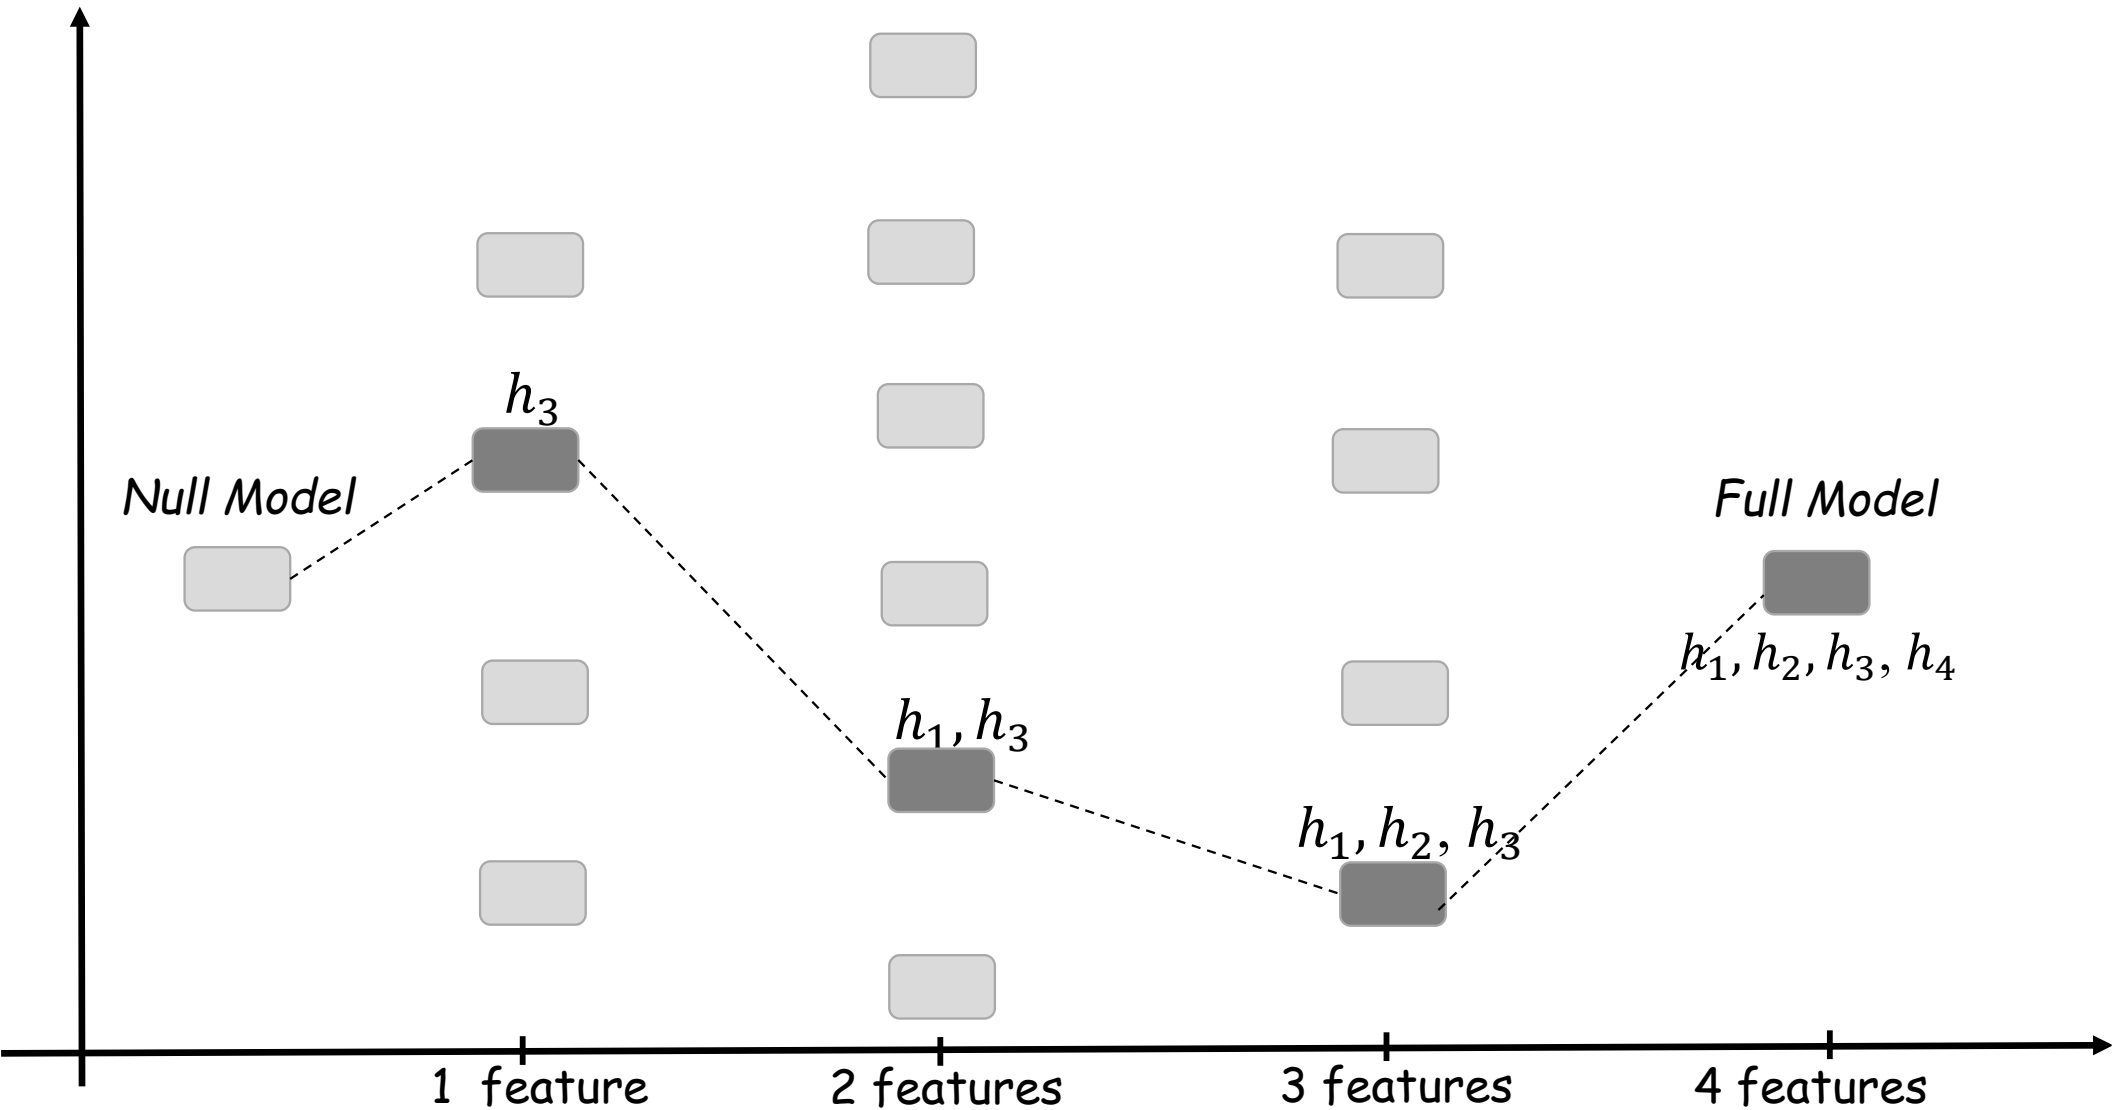 h₃
Null Model
Full Model
h₁, h₂, h₃, h₄
h₁, h₃
h₁, h₂, h₃
1 feature
2 features
3 features
4 features